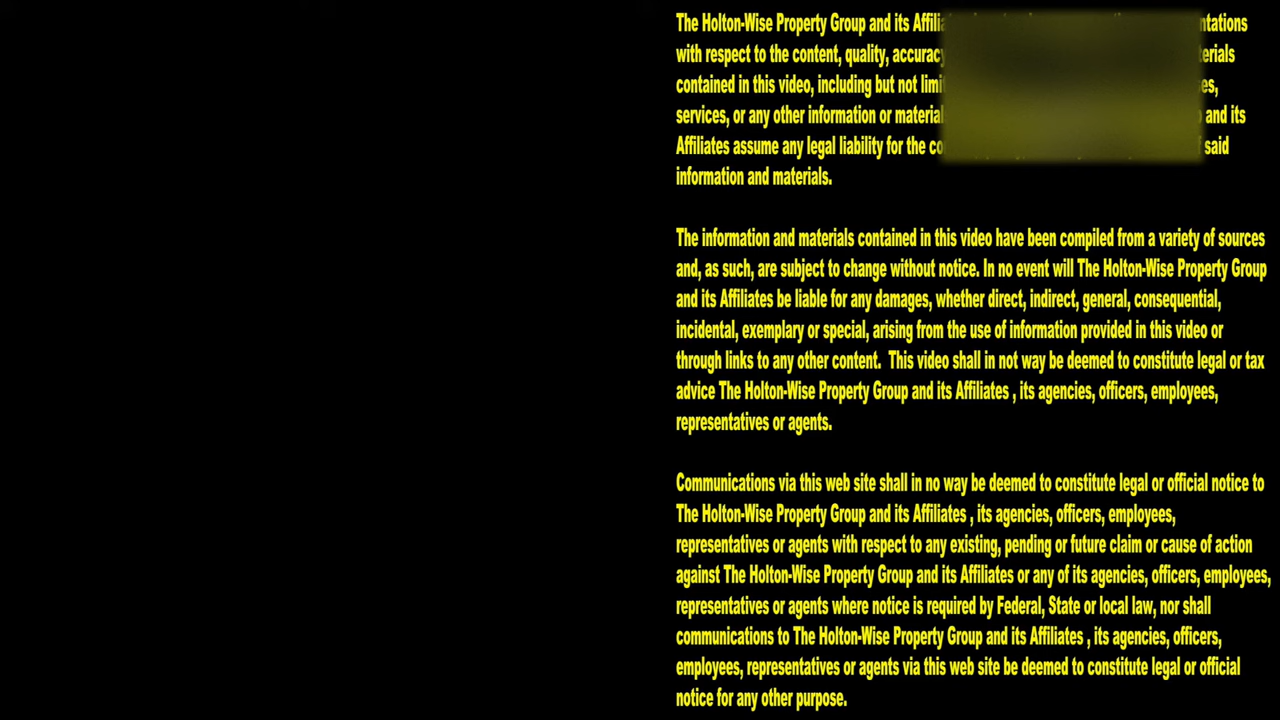 The Holton-Wise Property Group and its
with respect to the content, quality,
contained in this video, including but not
services, or any other information or and its
Affiliates assume any legal liability for the said
information and materials.
The information and materials contained in this video have been compiled from a variety of sources
and, as such, are subject to change without notice. In no event will The Holton-Wise Property Group
and its Affiliates be liable for any damages, whether direct, indirect, general, consequential,
incidental, exemplary or special, arising from the use of information provided in this video or
through links to any other content. This video shall in not way be deemed to constitute legal or tax
advice The Holton-Wise Property Group and its Affiliates , its agencies, officers, employees,
representatives or agents.
Communications via this web site shall in no way be deemed to constitute legal or official notice to
The Holton-Wise Property Group and its Affiliates , its agencies, officers, employees,
representatives or agents with respect to any existing, pending or future claim or cause of action
against The Holton-Wise Property Group and its Affiliates or any of its agencies, officers, employees,
representatives or agents where notice is required by Federal, State or local law, nor shall
communications to The Holton-Wise Property Group and its Affiliates , its agencies, officers,
employees, representatives or agents via this web site be deemed to constitute legal or official
notice for any other purpose.